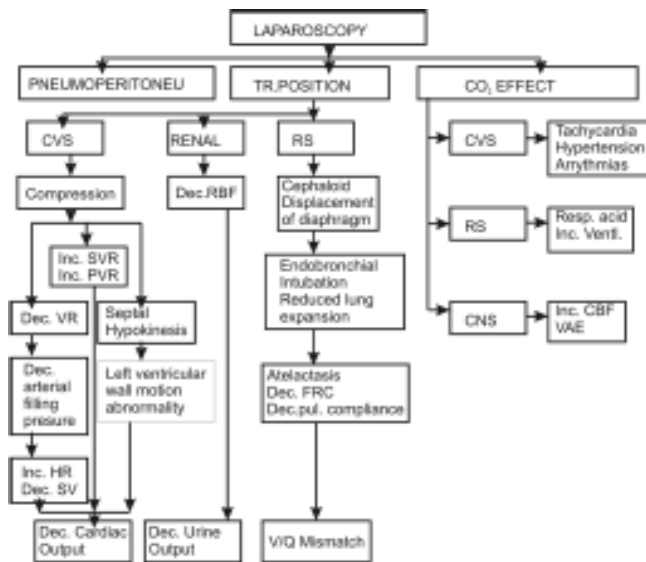 LAPAROSCOPY
PNEUMOPERITONEU
TR.POSITION
CO₂ EFFECT
CVS
RENAL
RS
CVS
Tachycardia
Hypertension
Arrythmias
Compression
Dec.RBF
Cephaloid
Displacement
of diaphragm
RS
Resp. acid
Inc. Ventl.
Inc. SVR
Inc. PVR
Endobronchial
Intubation
Reduced lung
expansion
Dec. VR
Septal
Hypokinesis
CNS
Inc. CBF
VAE
Dec.
arterial
filling
presure
Left ventricular
wall motion
abnormality)
Atelactasis
Dec. FRC
Dec.pul. compliance
Inc. HR
Dec. SV
Dec. Cardiac
Output
Dec. Urine
Output
V/Q Mismatch